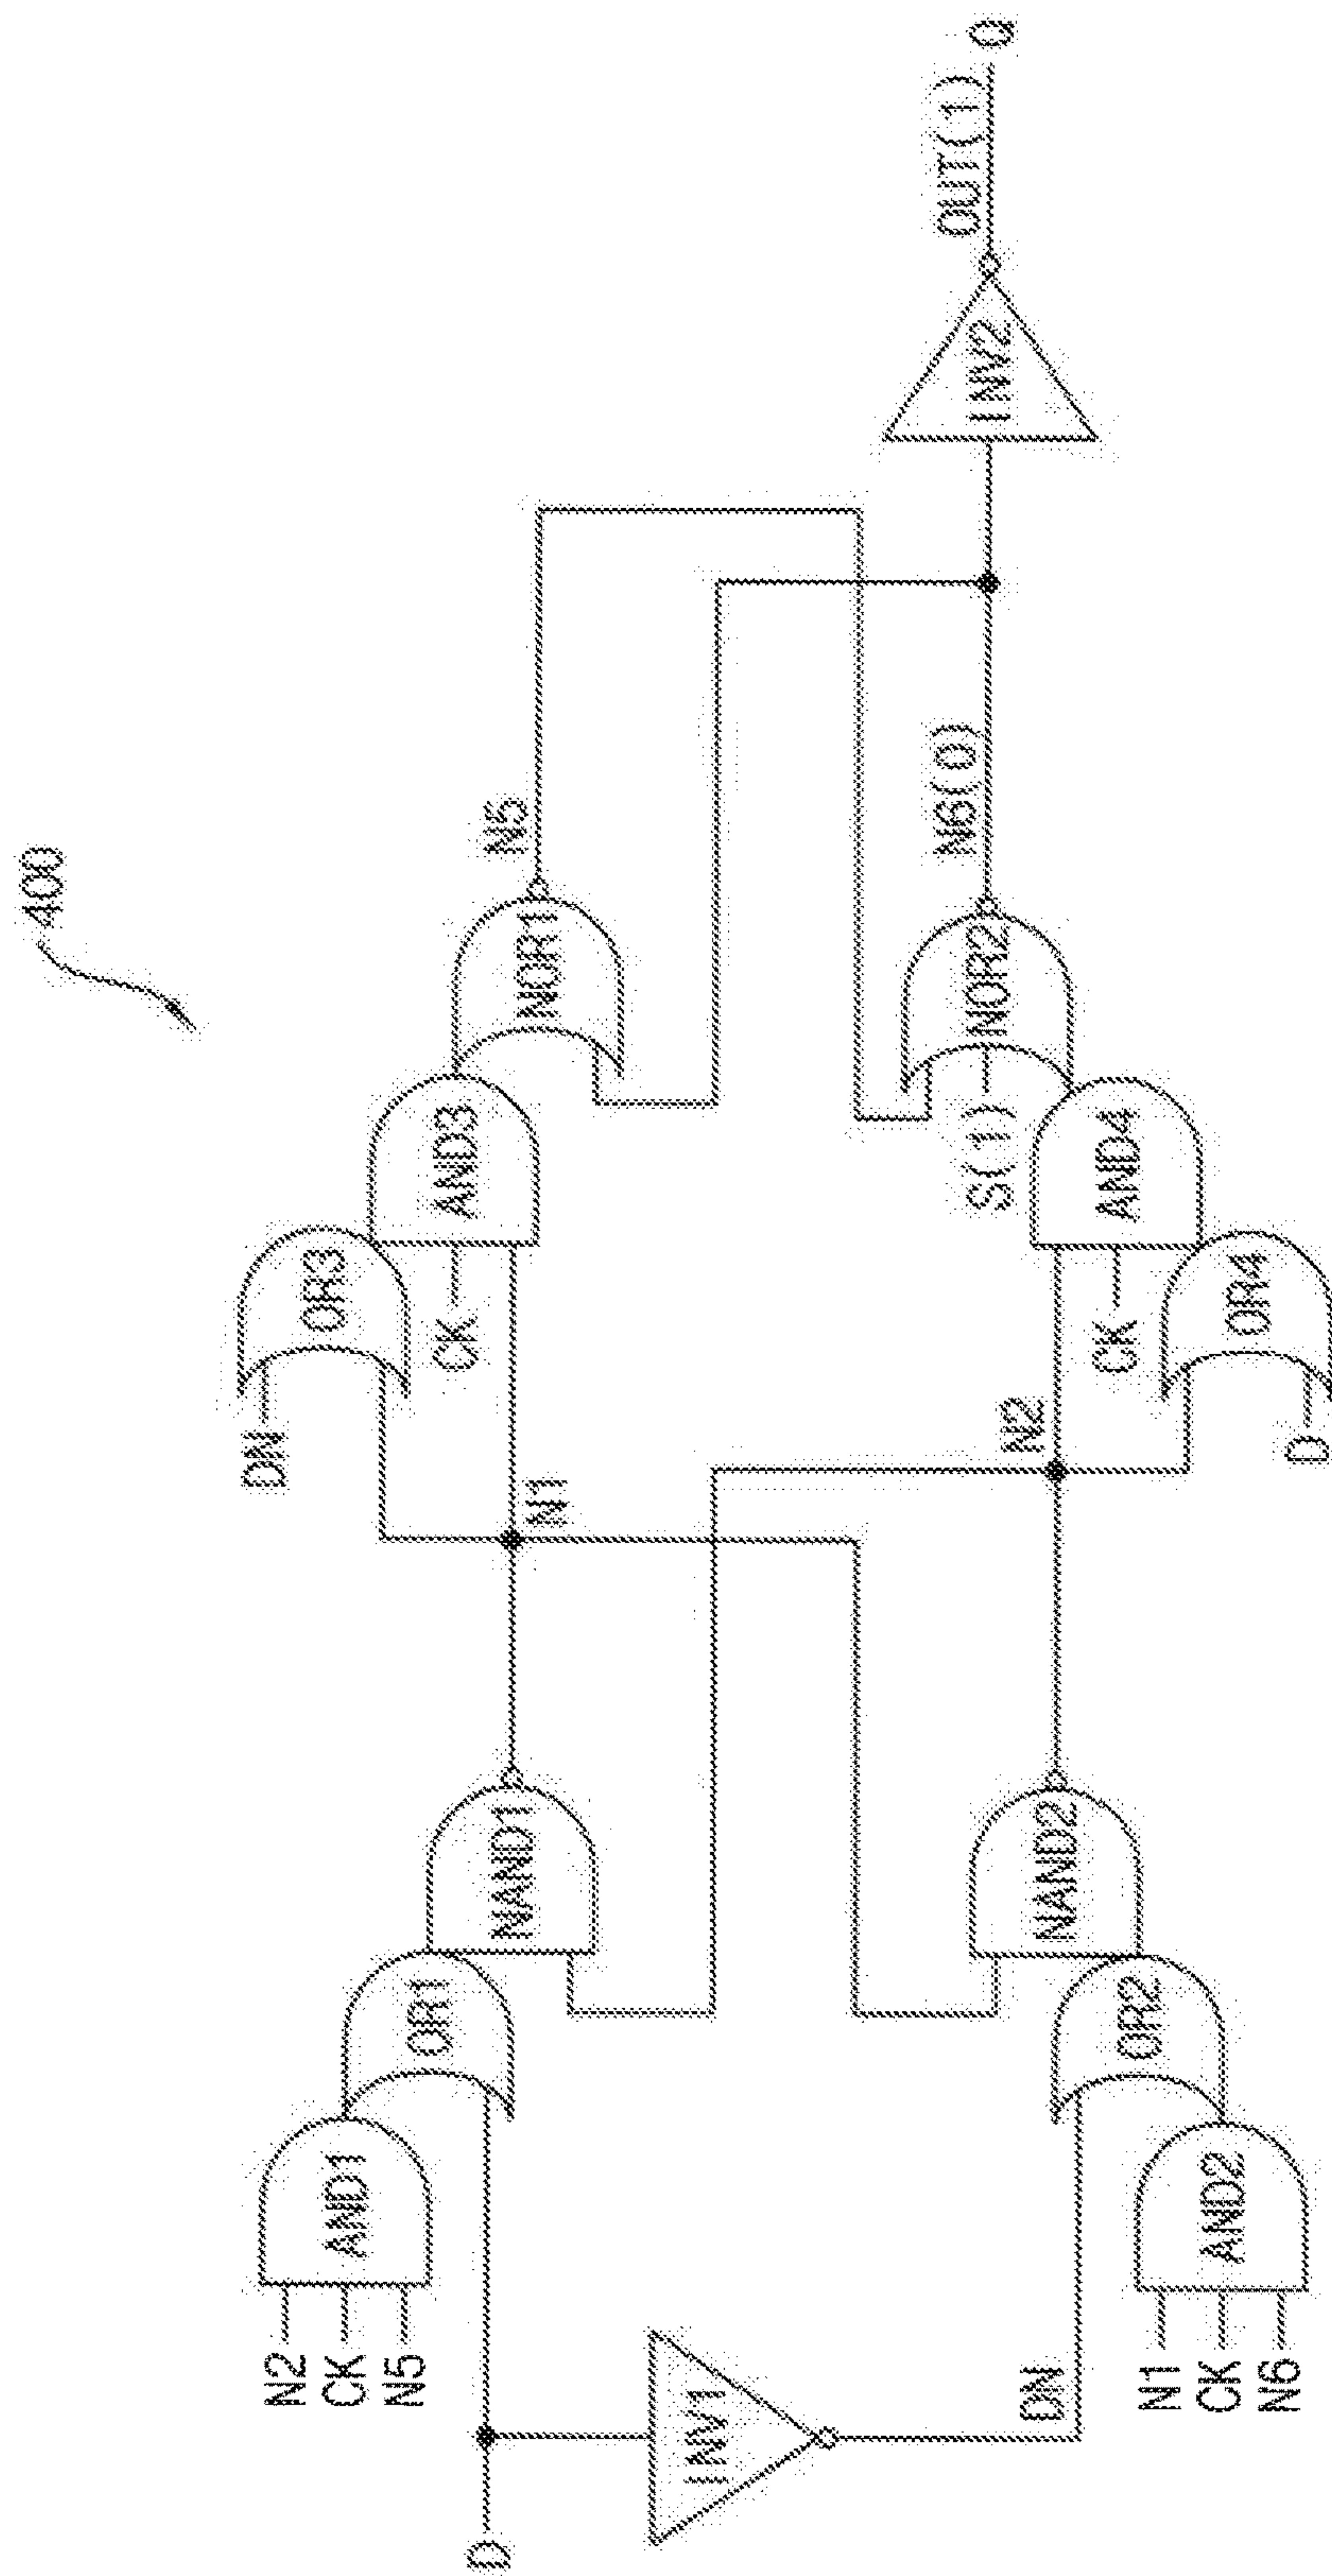 400
N2
CK
N5
AND1
OR1
NAND1
N1
DN
OR3
CK
AND3
NOR1
N5
D
INV1
DN
N1
CK
N6
AND2
OR2
NAND2
N2
D
OR4
CK
AND4
S(1)
NOR2
N6(0)
INV2
OUT(1)
Q